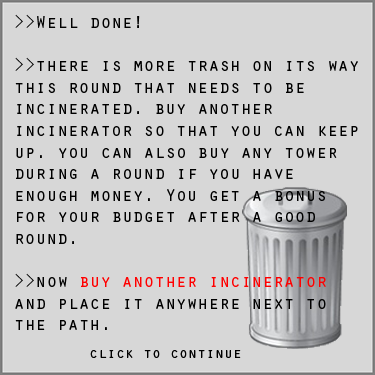 >>Well done!
>>there is more trash on its way
this round that needs to be
incinerated. buy another
incinerator so that you can keep
up. you can also buy any tower
during a round if you have
enough money. You get a bonus
for your budget after a good
round.
>>now buy another incinerator
and place it anywhere next to
the path.
click to continue